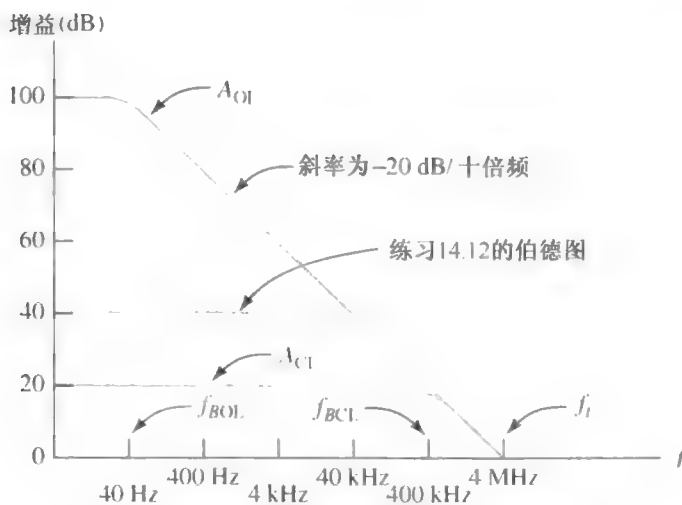 增益(dB)
100
A_OL
80
斜率为–20 dB/十倍频
60
练习14.12的伯德图
40
A_CL
20
f_BOL
f_BCL
f_t
0
f
40 Hz
400 Hz
4 kHz
40 kHz
400 kHz
4 MHz